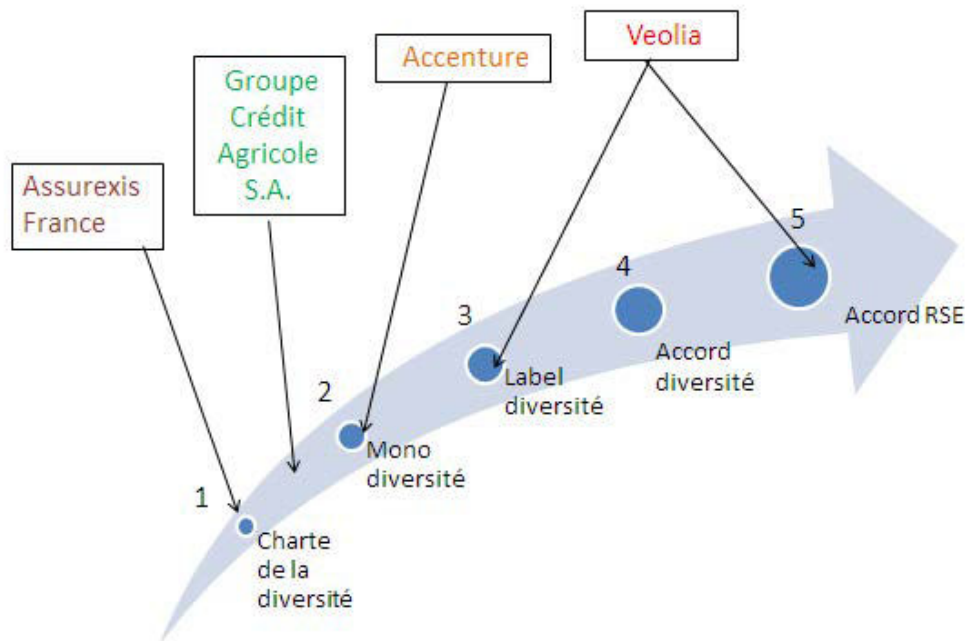 Veolia
Accenture
Groupe
Crédit
Agricole
S.A.
Assurexis
France
5
4
Accord RSE
3
Accord
diversité
Label
diversité
2
Mono
diversité
1
Charte
de la
diversité